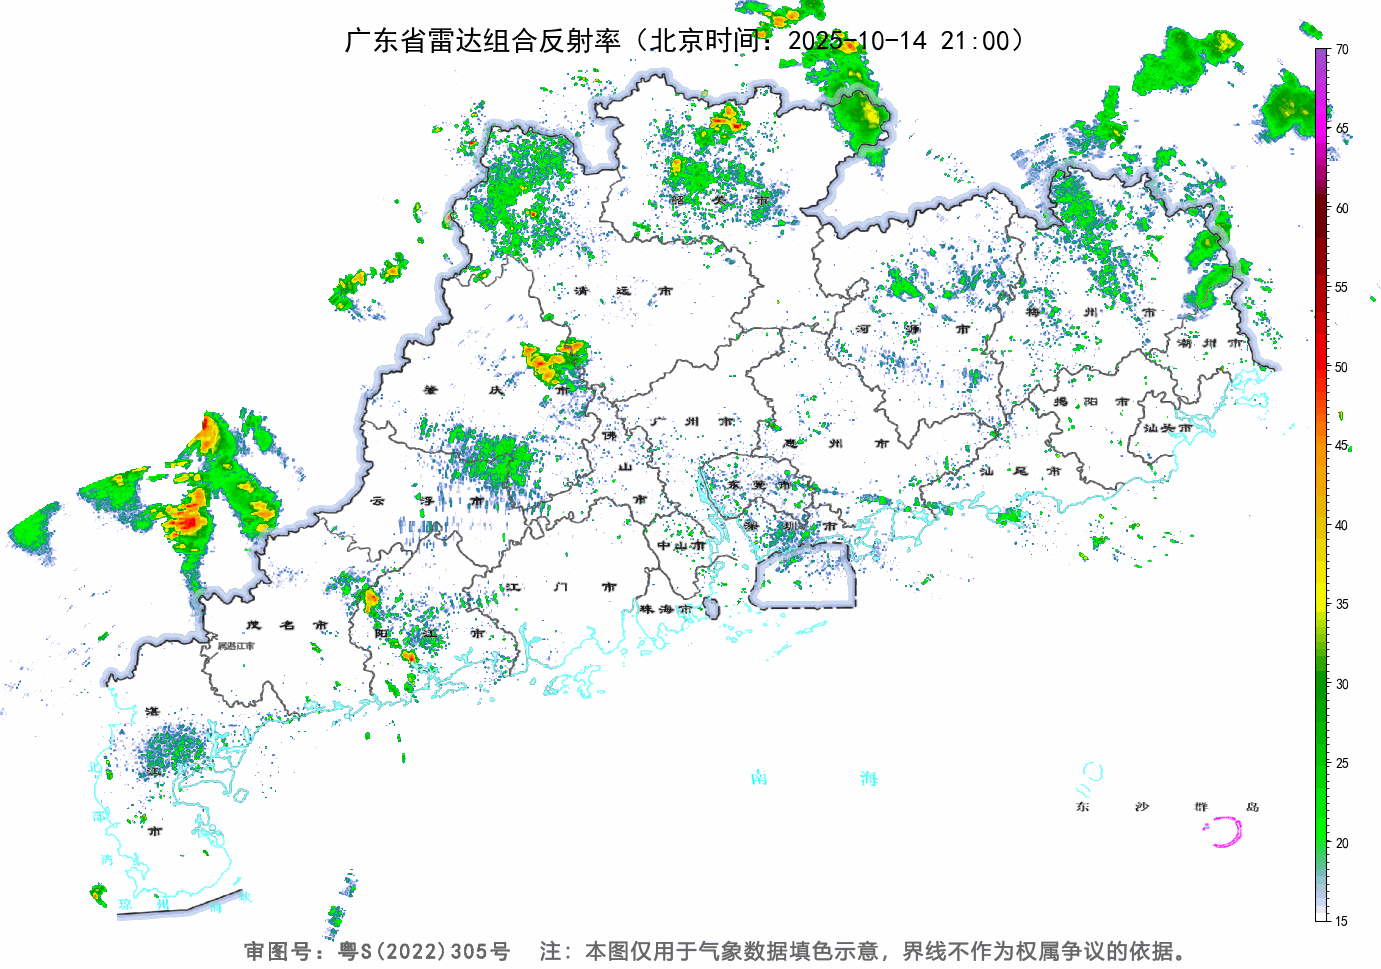 广东省雷达组合反射率（北京时间：2025-10-14 21:00）
70
65
60
55
50
45
40
35
30
25
20
15
韶关市
清远市
河源市
梅州市
潮州市
肇庆市
广州市
佛山市
惠州市
揭阳市
汕头市
汕尾市
云浮市
东莞市
深圳市
中山市
江门市
珠海市
茂名市
属湛江市
阳江市
湛江市
北部湾
琼州海峡
南海
东沙群岛
审图号：粤S(2022)305号 注：本图仅用于气象数据填色示意，界线不作为权属争议的依据。